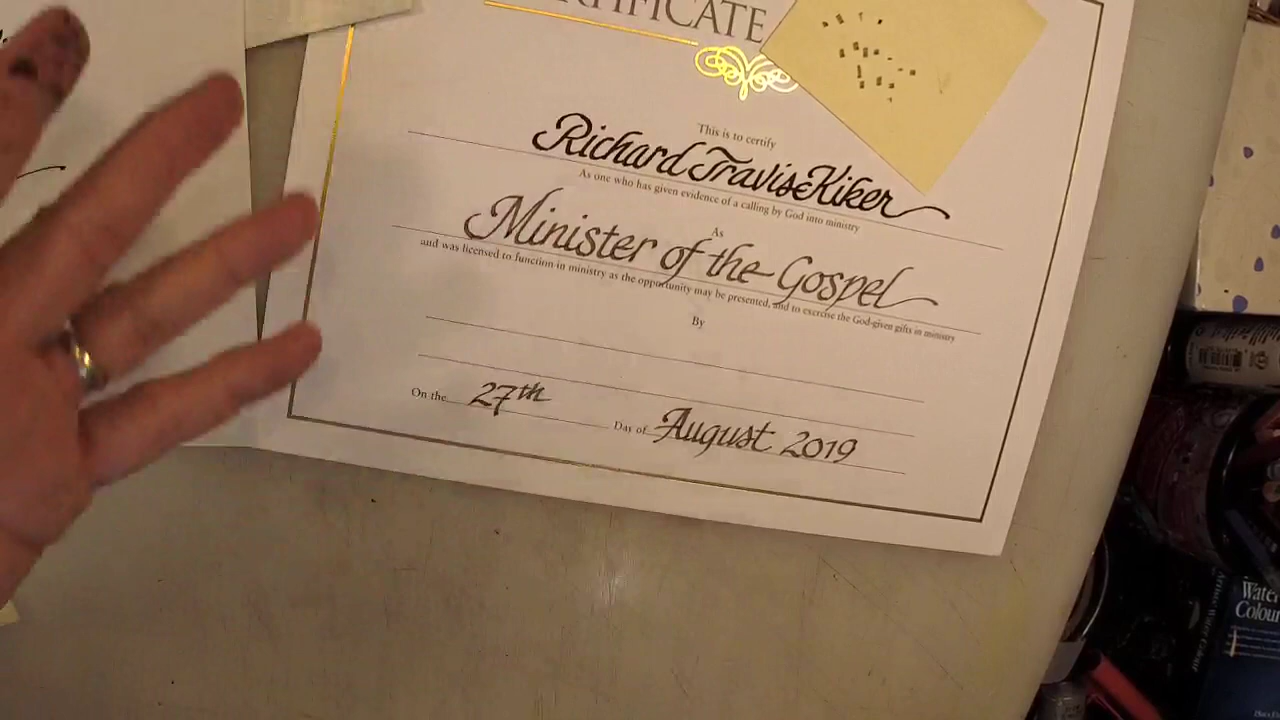 CERTIFICATE
This is to certify
Richard Travis Kiker
As one who has given evidence of a calling by God into ministry
As
Minister of the Gospel
and was licensed to function in ministry as the opportunity may be presented, and to exercise the God-given gifts in ministry
By
On the 27th Day of August 2019
Water
Colour